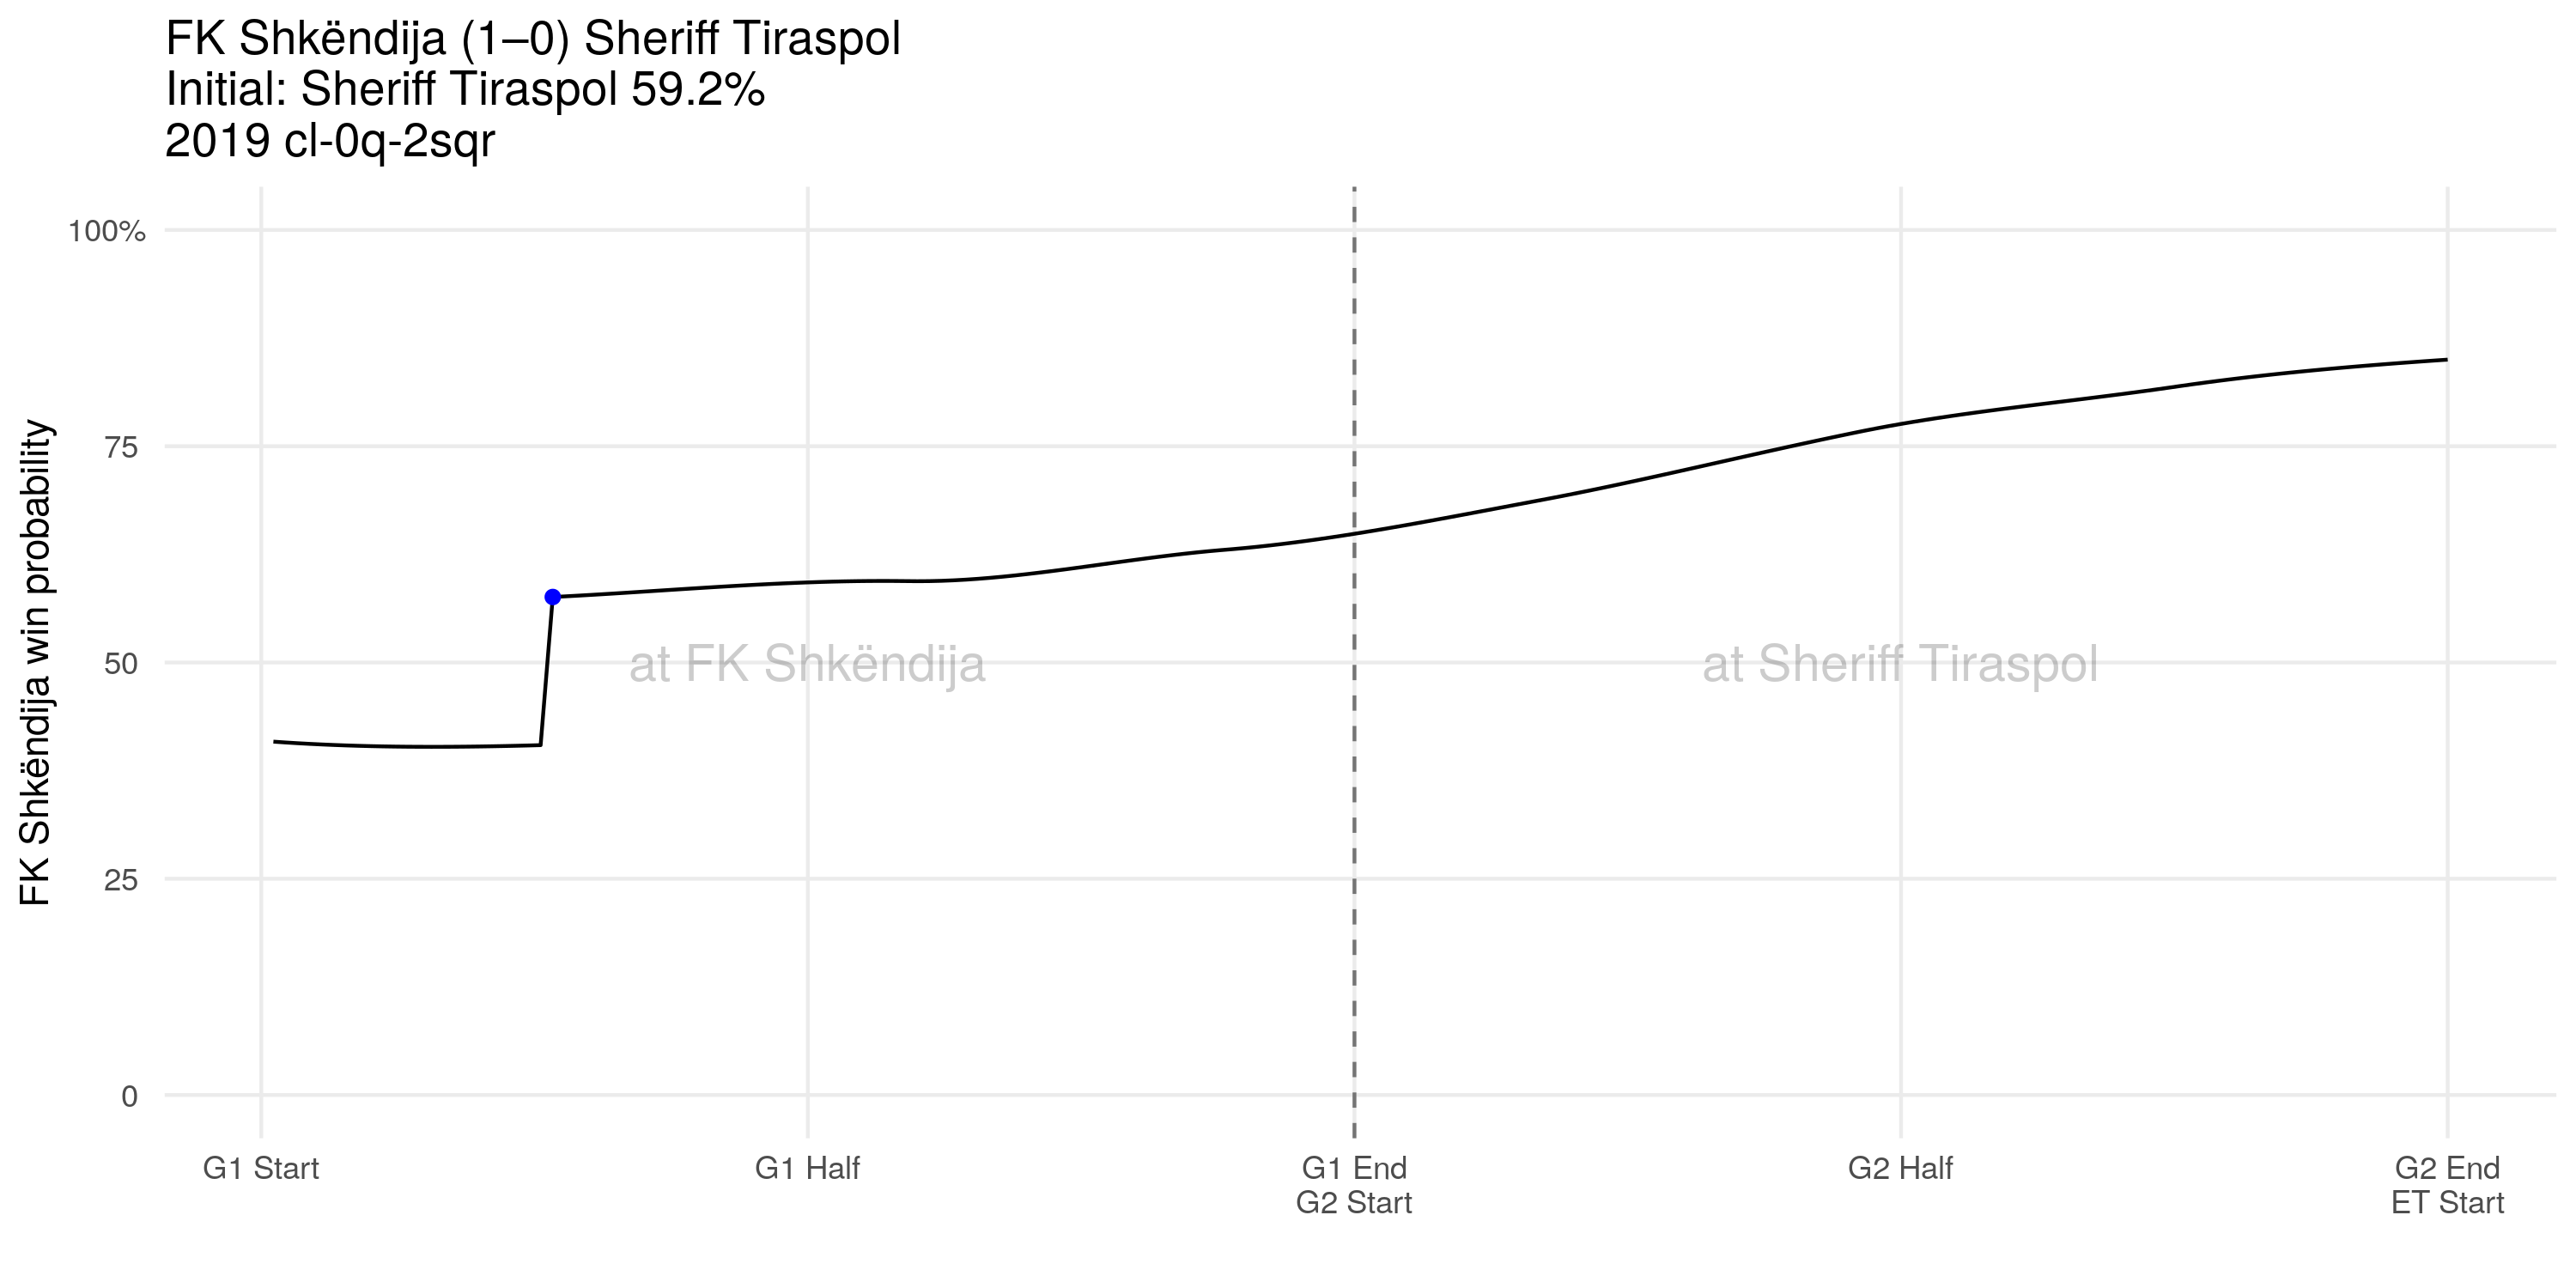 FK Shkëndija (1–0) Sheriff Tiraspol
Initial: Sheriff Tiraspol 59.2%
2019 cl-0q-2sqr
FK Shkëndija win probability
100%
75
50
25
0
at FK Shkëndija
at Sheriff Tiraspol
G1 Start
G1 Half
G1 End
G2 Start
G2 Half
G2 End
ET Start